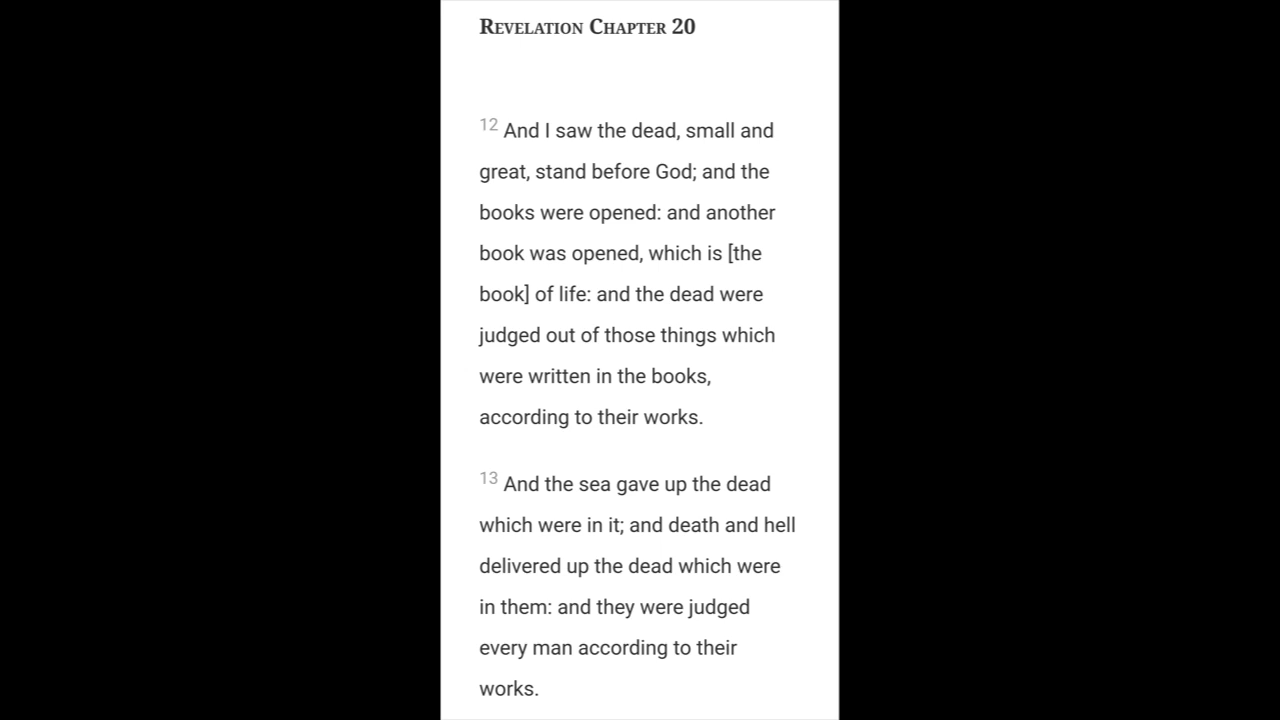 Revelation Chapter 20
12 And I saw the dead, small and
great, stand before God; and the
books were opened: and another
book was opened, which is [the
book] of life: and the dead were
judged out of those things which
were written in the books,
according to their works.
13 And the sea gave up the dead
which were in it; and death and hell
delivered up the dead which were
in them: and they were judged
every man according to their
works.